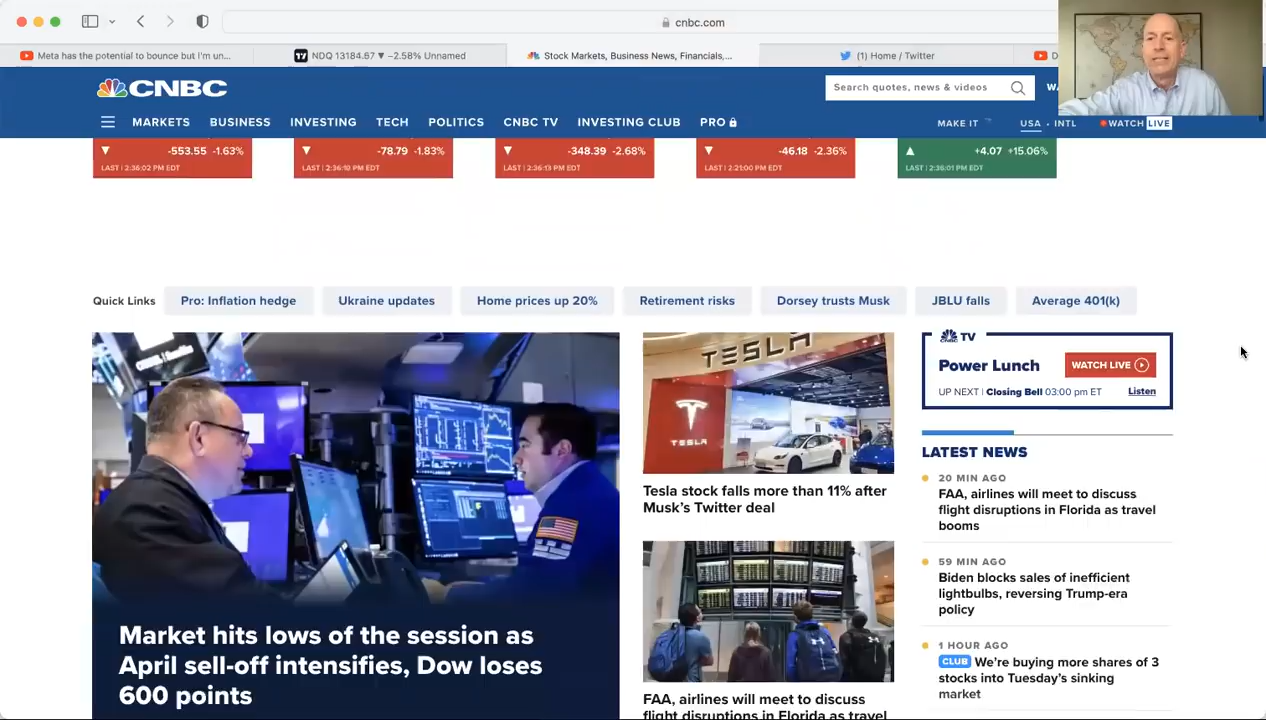 cnbc.com
Meta has the potential to bounce but I'm un...
NDQ 13184.67 ▼ −2.58% Unnamed
Stock Markets, Business News, Financials,...
(1) Home / Twitter
CNBC
Search quotes, news & videos
MARKETS BUSINESS INVESTING TECH POLITICS CNBC TV INVESTING CLUB PRO
MAKE IT USA • INTL WATCH LIVE
-553.55 -1.63%
LAST | 2:36:02 PM EDT
-78.79 -1.83%
LAST | 2:36:10 PM EDT
-348.39 -2.68%
LAST | 2:36:13 PM EDT
-46.18 -2.36%
LAST | 2:21:00 PM EDT
+4.07 +15.06%
LAST | 2:36:01 PM EDT
Quick Links
Pro: Inflation hedge
Ukraine updates
Home prices up 20%
Retirement risks
Dorsey trusts Musk
JBLU falls
Average 401(k)
Market hits lows of the session as
April sell-off intensifies, Dow loses
600 points
TESLA
TESLA
Tesla stock falls more than 11% after
Musk's Twitter deal
FAA, airlines will meet to discuss
flight disruptions in Florida as travel
CNBC TV
Power Lunch
WATCH LIVE
UP NEXT | Closing Bell 03:00 pm ET
Listen
LATEST NEWS
20 MIN AGO
FAA, airlines will meet to discuss
flight disruptions in Florida as travel
booms
59 MIN AGO
Biden blocks sales of inefficient
lightbulbs, reversing Trump-era
policy
1 HOUR AGO
CLUB We're buying more shares of 3
stocks into Tuesday's sinking
market